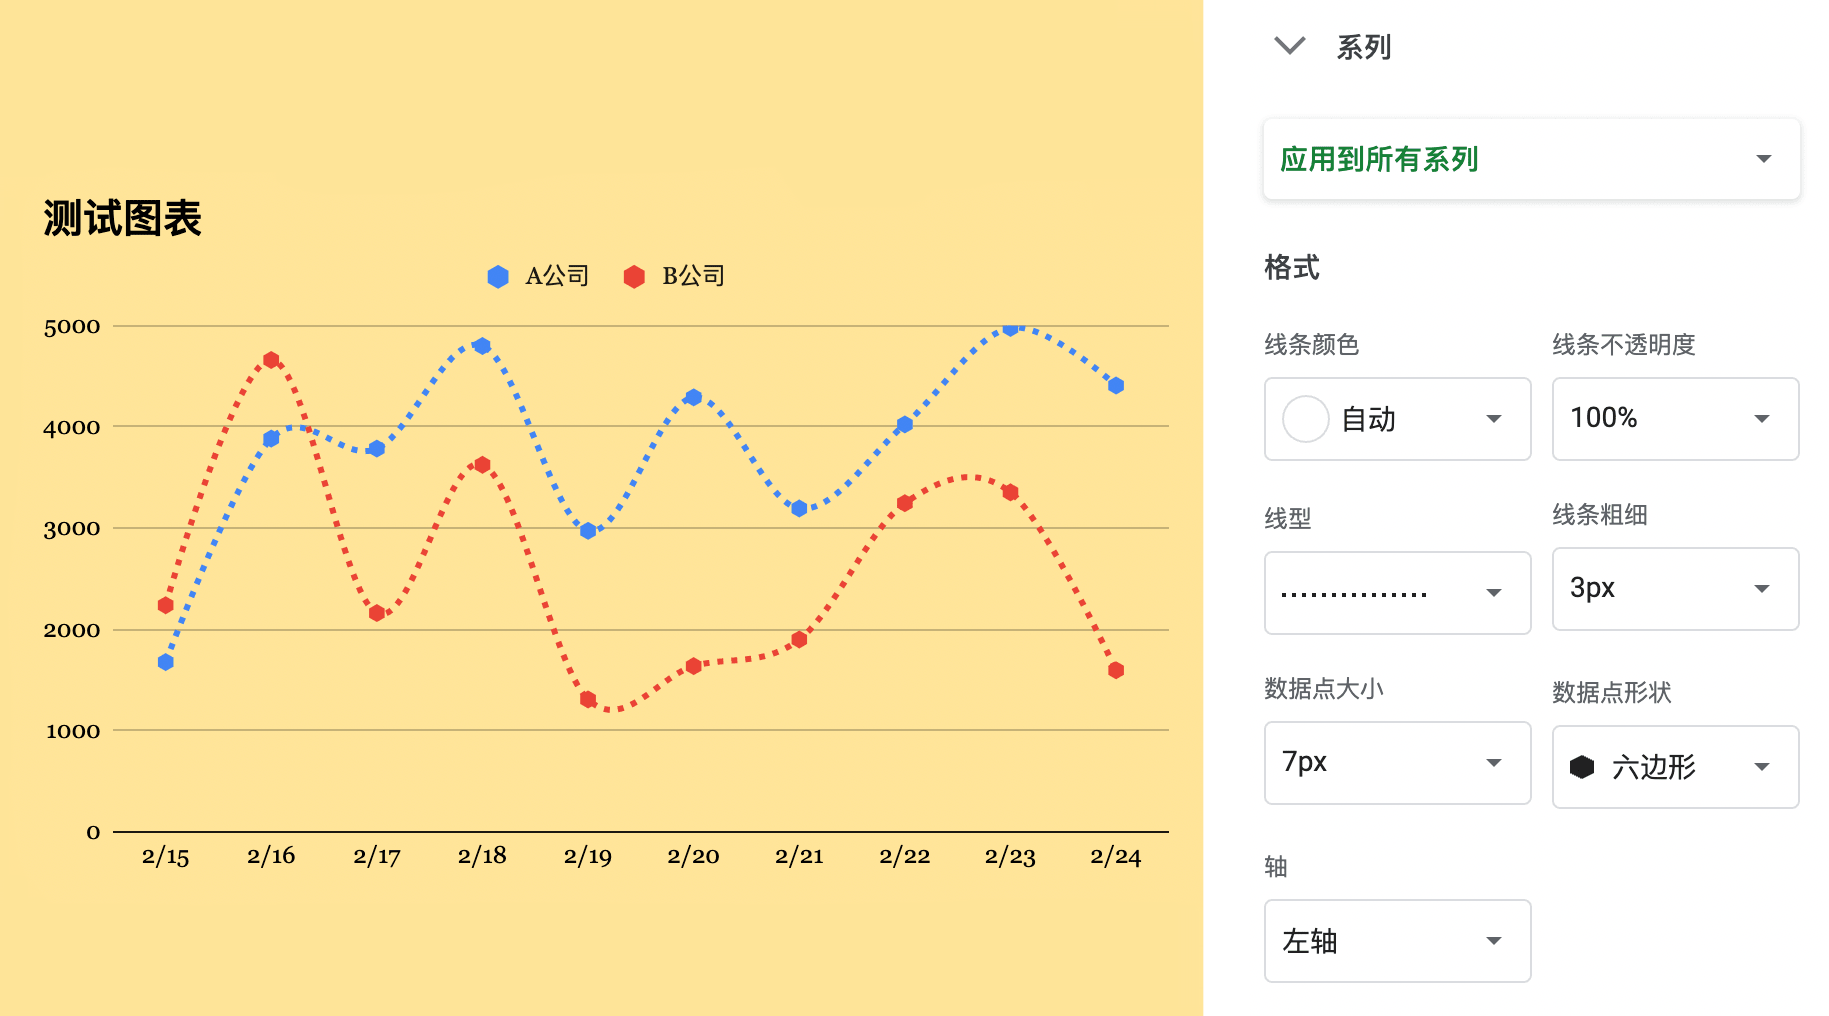 测试图表
A公司 B公司
5000
4000
3000
2000
1000
0
2/15 2/16 2/17 2/18 2/19 2/20 2/21 2/22 2/23 2/24
系列
应用到所有系列
格式
线条颜色 线条不透明度
自动 100%
线型 线条粗细
3px
数据点大小 数据点形状
7px 六边形
轴
左轴